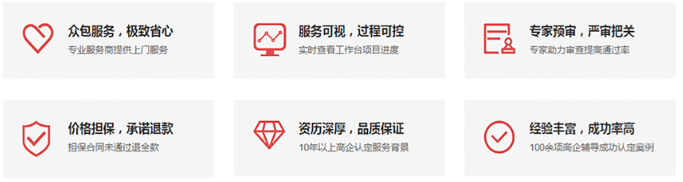 众包服务，极致省心
专业服务商提供上门服务
服务可视，过程可控
实时查看工作台项目进度
专家预审，严审把关
专家助力审查提高通过率
价格担保，承诺退款
担保合同未通过退全款
资历深厚，品质保证
10年以上高企认定服务背景
经验丰富，成功率高
100余项高企辅导成功认定案例